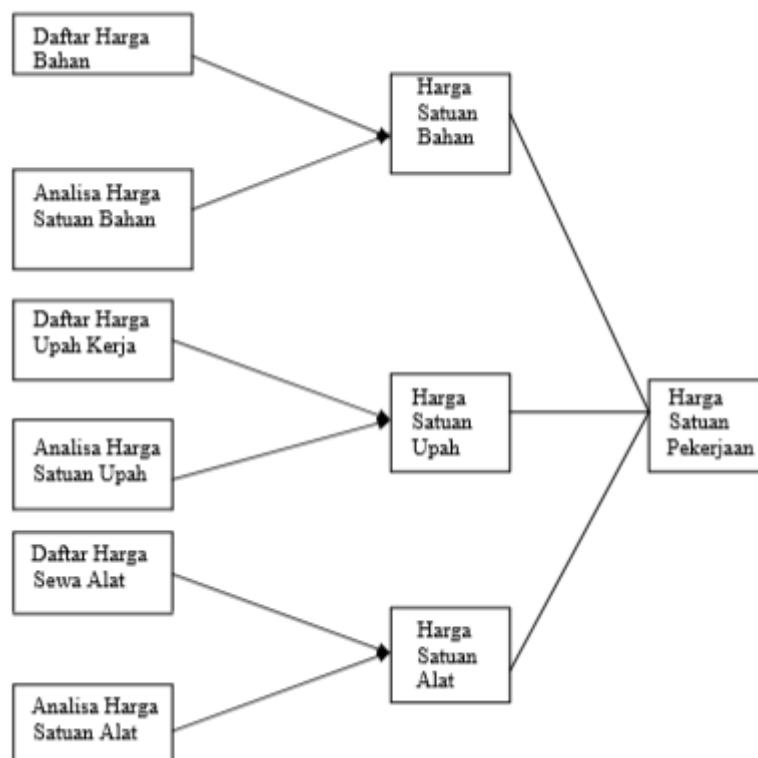 Daftar Harga
Bahan
Analisa Harga
Satuan Bahan
Daftar Harga
Upah Kerja
Analisa Harga
Satuan Upah
Daftar Harga
Sewa Alat
Analisa Harga
Satuan Alat
Harga
Satuan
Bahan
Harga
Satuan
Upah
Harga
Satuan
Alat
Harga
Satuan
Pekerjaan